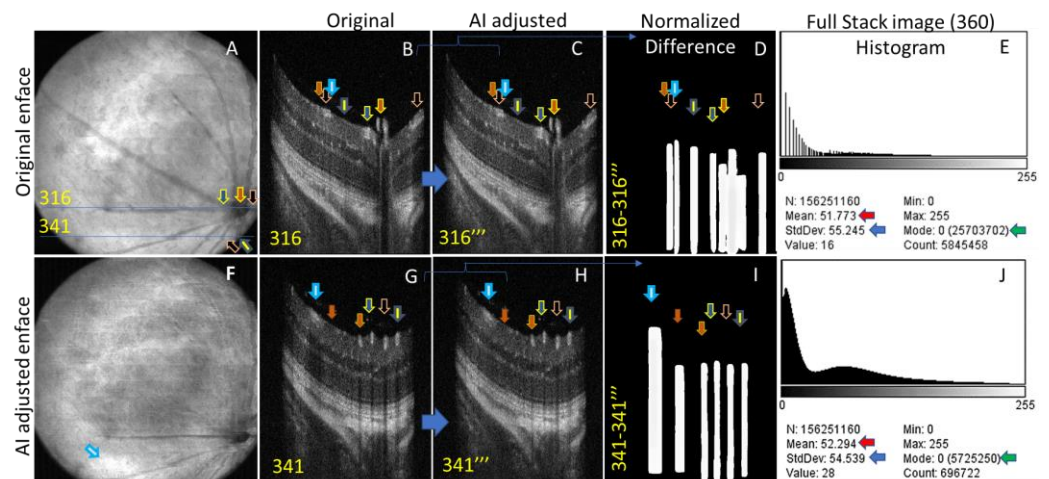 Original
AI adjusted
Normalized
Difference
Full Stack image (360)
Histogram
Original enface
A
B
C
D
E
316
341
316
316'''
316-316'''
0
255
N: 156251160
Min: 0
Mean: 51.773
Max: 255
StdDev: 55.245
Mode: 0 (25703702)
Value: 16
Count: 5845458
AI adjusted enface
F
G
H
I
J
341
341'''
341-341'''
0
255
N: 156251160
Min: 0
Mean: 52.294
Max: 255
StdDev: 54.539
Mode: 0 (5725250)
Value: 28
Count: 696722